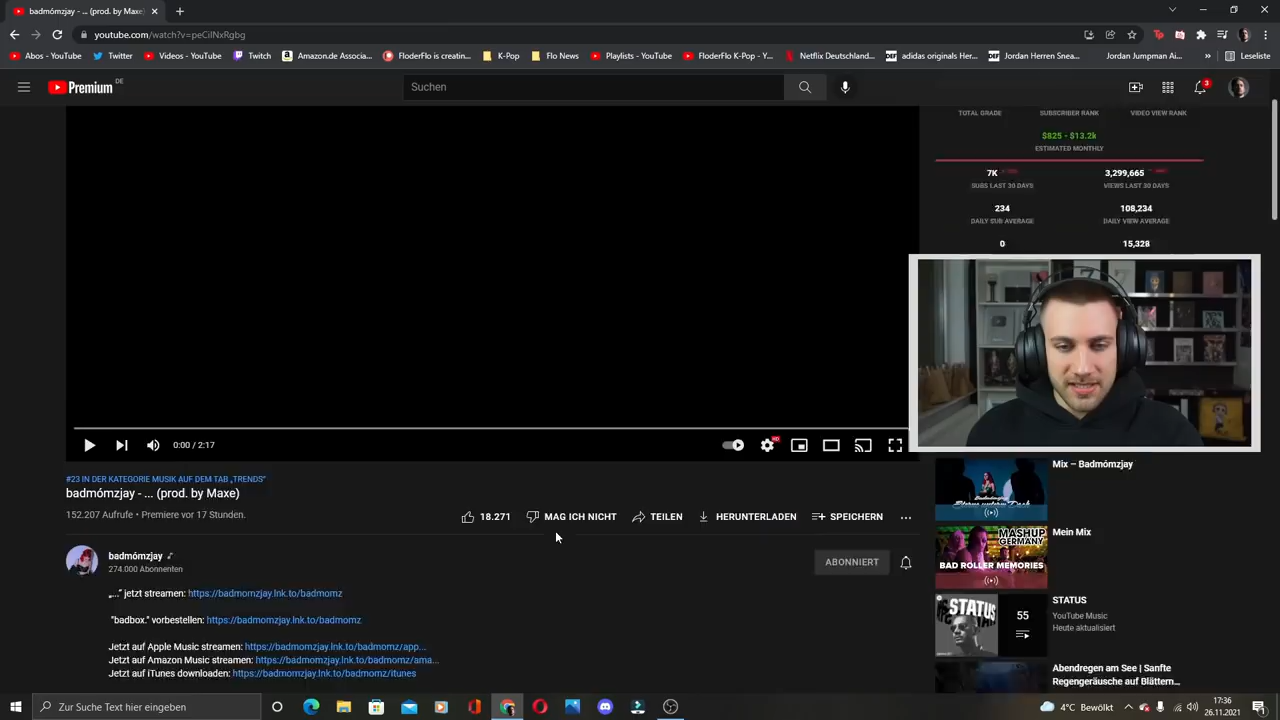 badmómzjay - ... (prod. by Maxe)
youtube.com/watch?v=peCiINxRgbg
Abos - YouTube
Twitter
Videos - YouTube
Twitch
Amazon.de Associa...
FloderFlo is creatin...
K-Pop
Flo News
Playlists - YouTube
FloderFlo K-Pop - Y...
Netflix Deutschland...
adidas originals Her...
Jordan Herren Snea...
Jordan Jumpman Ai...
Leseliste
Premium DE
Suchen
3
TOTAL GRADE SUBSCRIBER RANK VIDEO VIEW RANK
$825 - $13.2k
ESTIMATED MONTHLY
7K 3,299,665
SUBS LAST 30 DAYS VIEWS LAST 30 DAYS
234 108,234
DAILY SUB AVERAGE DAILY VIEW AVERAGE
0 15,328
0:00 / 2:17
HD
#23 IN DER KATEGORIE MUSIK AUF DEM TAB „TRENDS“
badmómzjay - ... (prod. by Maxe)
152.207 Aufrufe • Premiere vor 17 Stunden.
18.271 MAG ICH NICHT TEILEN HERUNTERLADEN SPEICHERN
badmómzjay
274.000 Abonnenten
ABONNIERT
„...“ jetzt streamen: https://badmomzjay.lnk.to/badmomz
"badbox." vorbestellen: https://badmomzjay.lnk.to/badmomz
Jetzt auf Apple Music streamen: https://badmomzjay.lnk.to/badmomz/app...
Jetzt auf Amazon Music streamen: https://badmomzjay.lnk.to/badmomz/ama...
Jetzt auf iTunes downloaden: https://badmomzjay.lnk.to/badmomz/itunes
Mix – Badmómzjay
MASHUP
GERMANY
BAD ROLLER MEMORIES
Mein Mix
STATUS
55
STATUS
YouTube Music
Heute aktualisiert
Abendregen am See | Sanfte
Regengeräusche auf Blättern...
Zur Suche Text hier eingeben
4°C Bewölkt
17:36
26.11.2021